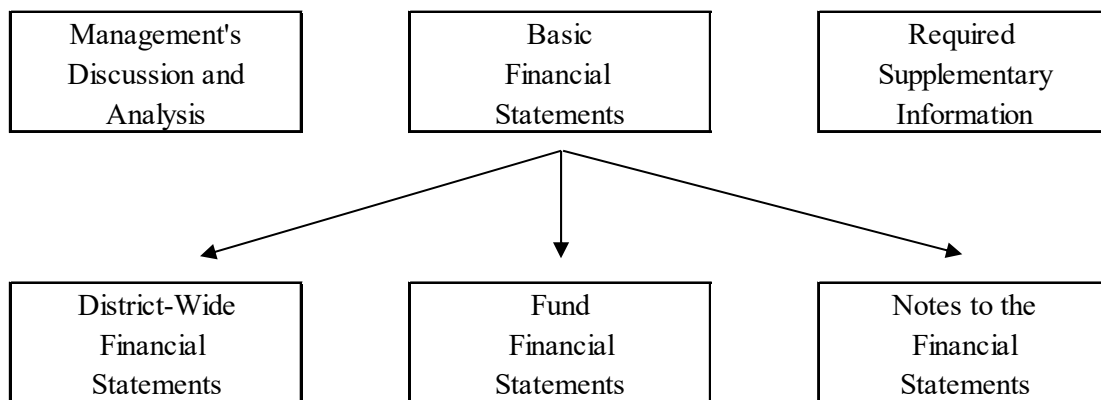 Management's
Discussion and
Analysis
Basic
Financial
Statements
Required
Supplementary
Information
District-Wide
Financial
Statements
Fund
Financial
Statements
Notes to the
Financial
Statements